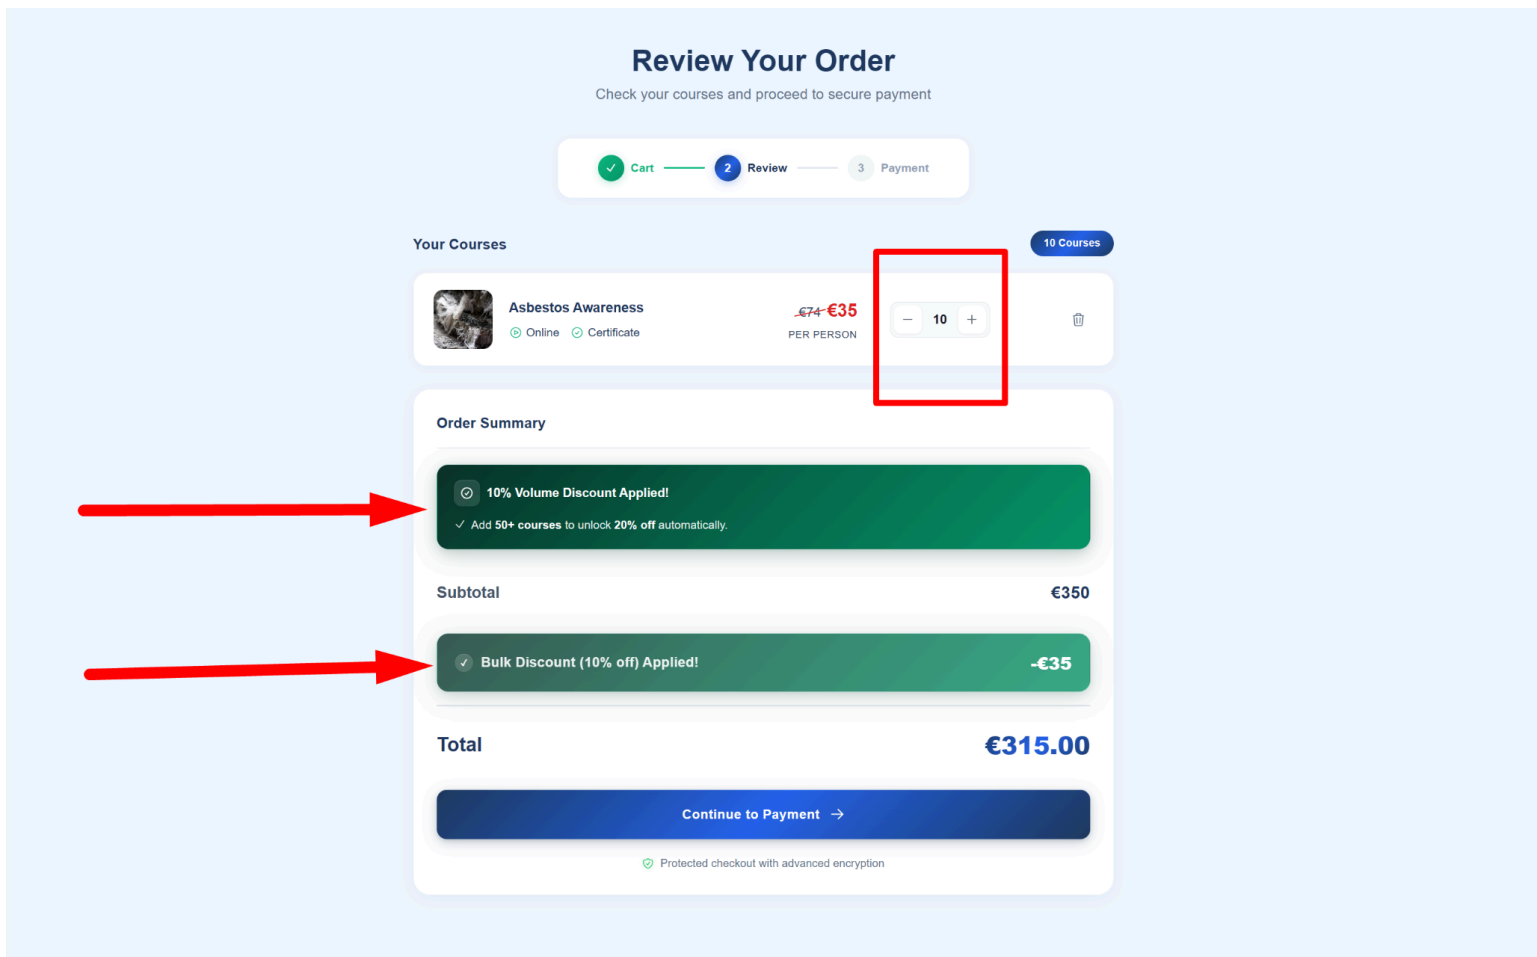 Review Your Order
Check your courses and proceed to secure payment
Cart
2 Review
3 Payment
Your Courses
10 Courses
Asbestos Awareness
€74 €35
Online Certificate
PER PERSON
− 10 +
Order Summary
10% Volume Discount Applied!
Add 50+ courses to unlock 20% off automatically.
Subtotal €350
Bulk Discount (10% off) Applied! -€35
Total €315.00
Continue to Payment →
Protected checkout with advanced encryption